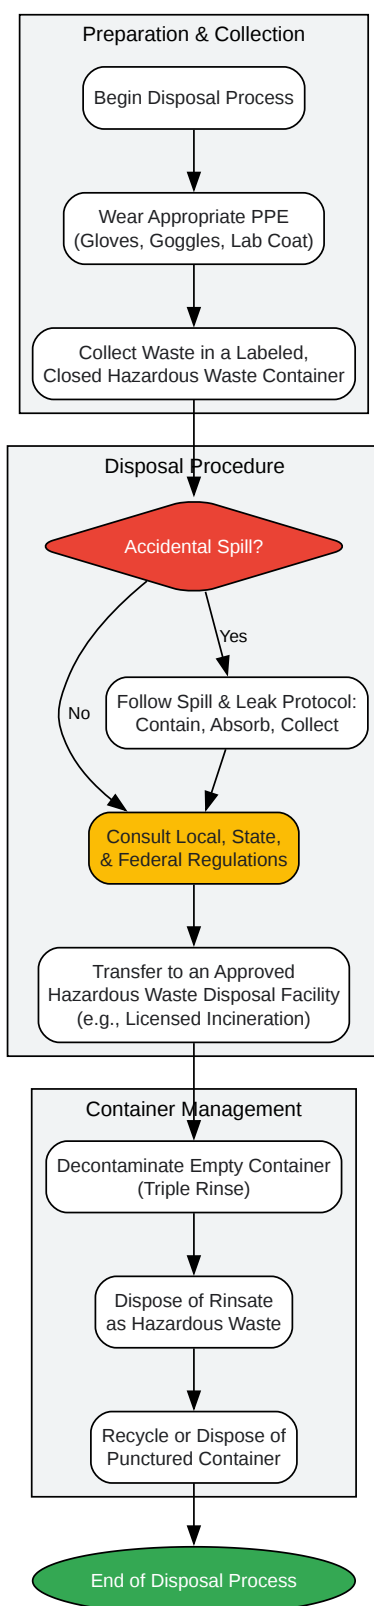 Preparation & Collection
Begin Disposal Process
Wear Appropriate PPE
(Gloves, Goggles, Lab Coat)
Collect Waste in a Labeled,
Closed Hazardous Waste Container
Disposal Procedure
Accidental Spill?
Yes
Follow Spill & Leak Protocol:
Contain, Absorb, Collect
No
Consult Local, State,
& Federal Regulations
Transfer to an Approved
Hazardous Waste Disposal Facility
(e.g., Licensed Incineration)
Container Management
Decontaminate Empty Container
(Triple Rinse)
Dispose of Rinsate
as Hazardous Waste
Recycle or Dispose of
Punctured Container
End of Disposal Process